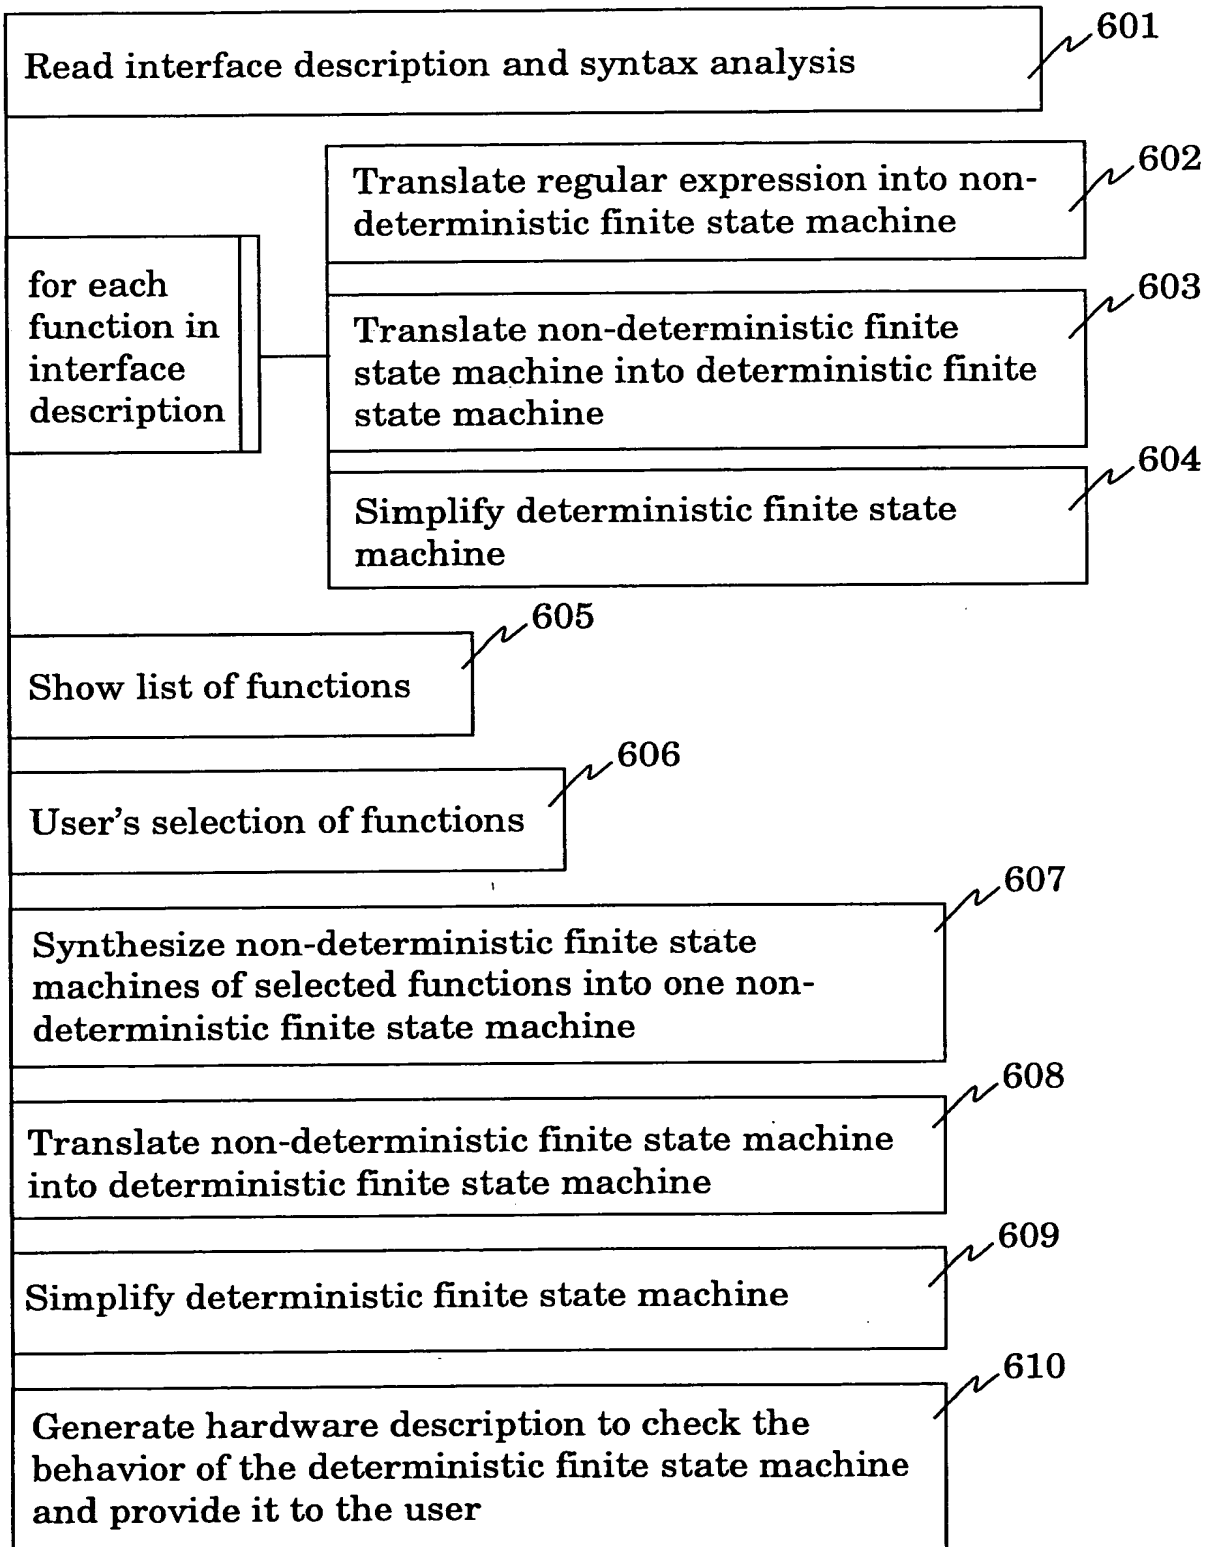 601
Read interface description and syntax analysis
602
Translate regular expression into non-
deterministic finite state machine
for each
function in
interface
description
603
Translate non-deterministic finite
state machine into deterministic finite
state machine
604
Simplify deterministic finite state
machine
605
Show list of functions
606
User's selection of functions
607
Synthesize non-deterministic finite state
machines of selected functions into one non-
deterministic finite state machine
608
Translate non-deterministic finite state machine
into deterministic finite state machine
609
Simplify deterministic finite state machine
610
Generate hardware description to check the
behavior of the deterministic finite state machine
and provide it to the user